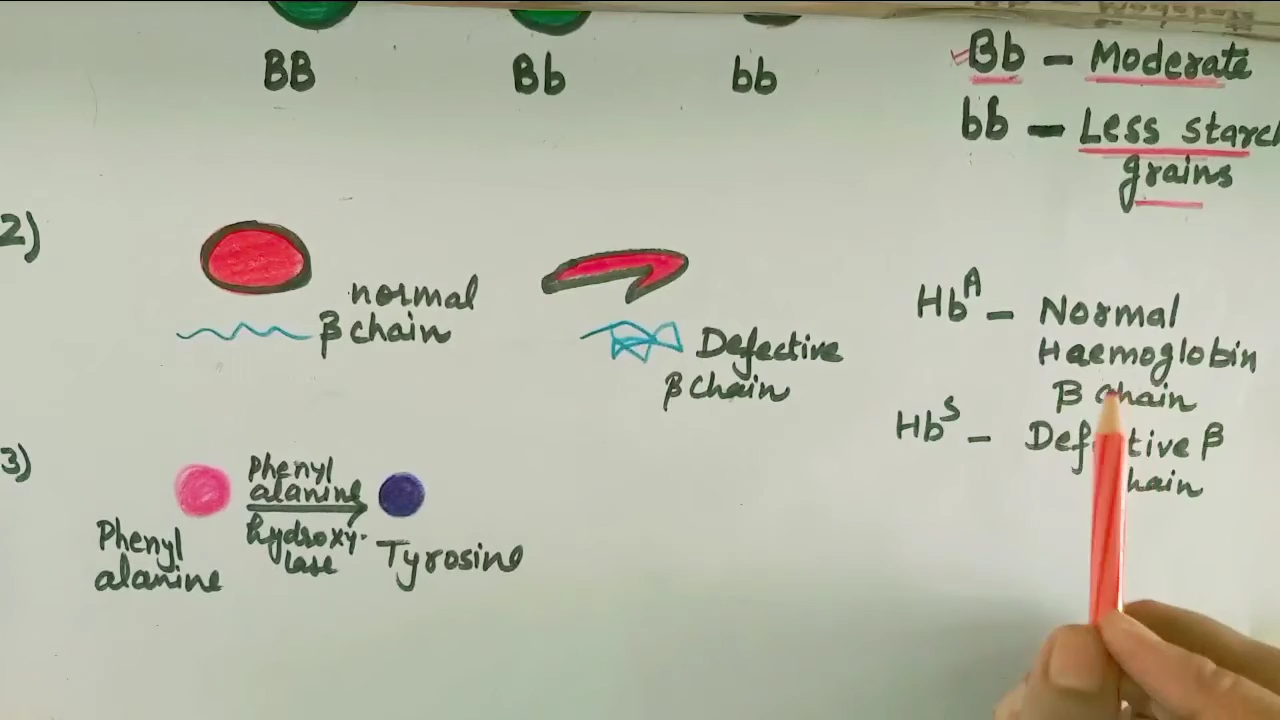 BB
Bb
bb
Bb - Moderate
bb - Less starch
grains
2)
normal
β chain
Defective
β chain
Hb^A - Normal
Haemoglobin
β chain
Hb^S - Defective β
chain
3)
Phenyl
alanine
Phenyl
alanine
hydroxy-
lase
Tyrosine